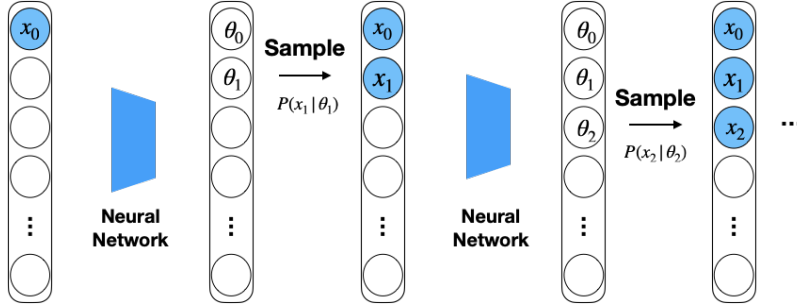 x₀ θ₀ Sample x₀ θ₀ x₀
θ₁ x₁ θ₁ Sample x₁
P(x₁|θ₁) θ₂ x₂ ...
P(x₂|θ₂)
⋮ Neural ⋮ ⋮ Neural ⋮ ⋮
Network Network